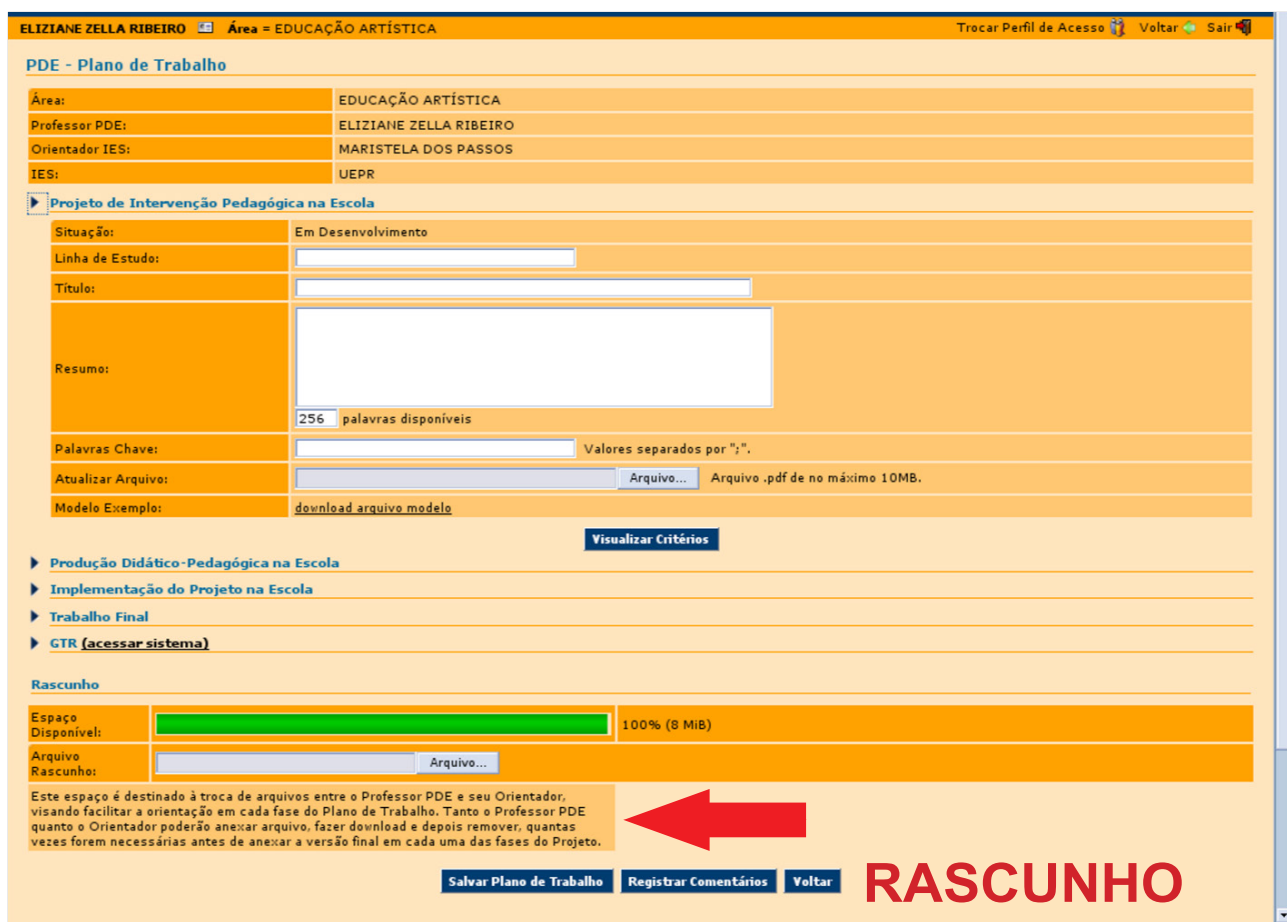 ELIZIANE ZELLA RIBEIRO Área = EDUCAÇÃO ARTÍSTICA Trocar Perfil de Acesso Voltar Sair
PDE - Plano de Trabalho
Área: EDUCAÇÃO ARTÍSTICA
Professor PDE: ELIZIANE ZELLA RIBEIRO
Orientador IES: MARISTELA DOS PASSOS
IES: UEPR
Projeto de Intervenção Pedagógica na Escola
Situação: Em Desenvolvimento
Linha de Estudo:
Título:
Resumo:
256 palavras disponíveis
Palavras Chave: Valores separados por ";".
Atualizar Arquivo: Arquivo... Arquivo .pdf de no máximo 10MB.
Modelo Exemplo: download arquivo modelo
Visualizar Critérios
Produção Didático-Pedagógica na Escola
Implementação do Projeto na Escola
Trabalho Final
GTR (acessar sistema)
Rascunho
Espaço
Disponível: 100% (8 MiB)
Arquivo
Rascunho: Arquivo...
Este espaço é destinado à troca de arquivos entre o Professor PDE e seu Orientador,
visando facilitar a orientação em cada fase do Plano de Trabalho. Tanto o Professor PDE
quanto o Orientador poderão anexar arquivo, fazer download e depois remover, quantas
vezes forem necessárias antes de anexar a versão final em cada uma das fases do Projeto.
Salvar Plano de Trabalho Registrar Comentários Voltar
RASCUNHO